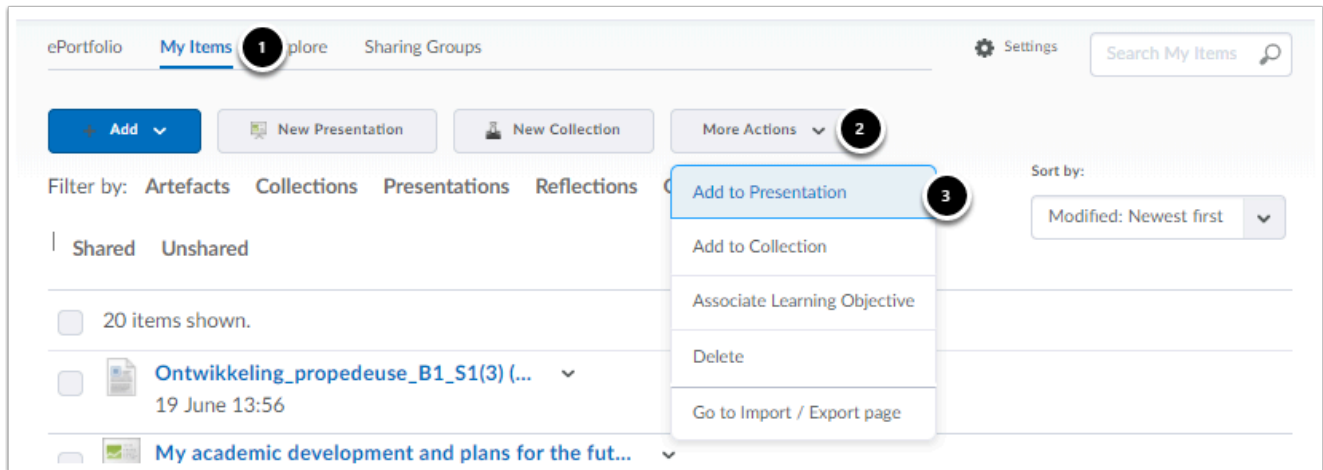 ePortfolio My Items 1 plore Sharing Groups Settings Search My Items
Add New Presentation New Collection More Actions 2
Sort by:
Filter by: Artefacts Collections Presentations Reflections
Add to Presentation 3
Modified: Newest first
Shared Unshared
Add to Collection
Associate Learning Objective
20 items shown.
Delete
Ontwikkeling_propedeuse_B1_S1(3) (...
19 June 13:56
Go to Import / Export page
My academic development and plans for the fut...